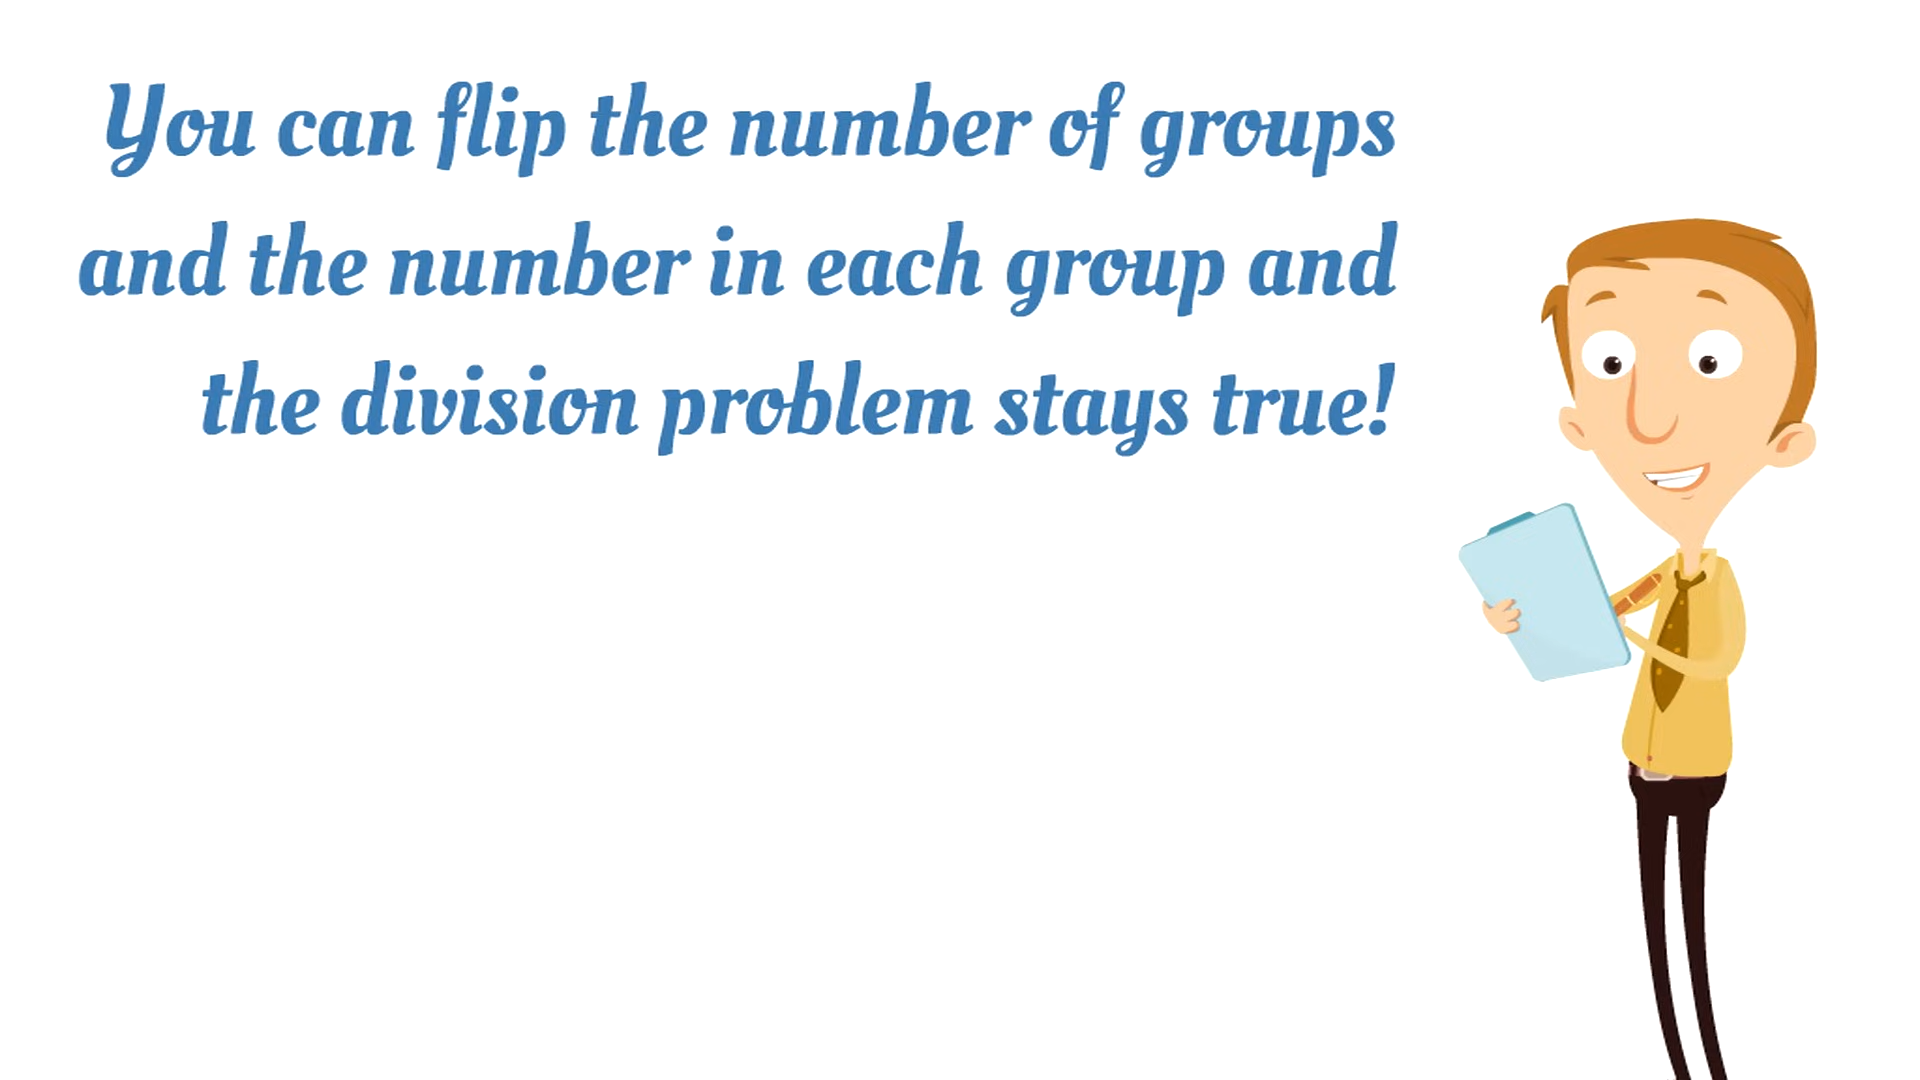 You can flip the number of groups
and the number in each group and
the division problem stays true!